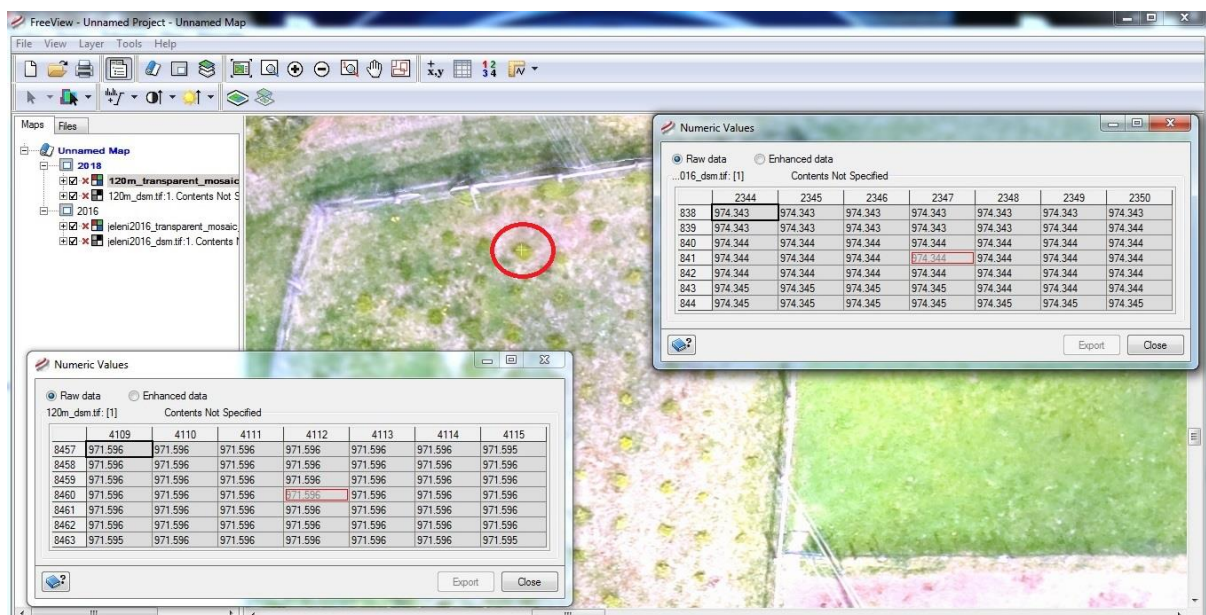 FreeView - Unnamed Project - Unnamed Map
File View Layer Tools Help
Maps Files
Unnamed Map
2018
120m_transparent_mosaic
120m_dsm.tif:1. Contents Not S
2016
jeleni2016_transparent_mosaic
jeleni2016_dsm.tif:1. Contents
Numeric Values
Raw data Enhanced data
...016_dsm.tif: [1] Contents Not Specified
2344 2345 2346 2347 2348 2349 2350
838 974.343 974.343 974.343 974.343 974.343 974.343 974.343
839 974.343 974.343 974.343 974.343 974.343 974.343 974.343
840 974.344 974.344 974.344 974.344 974.344 974.344 974.344
841 974.344 974.344 974.344 974.344 974.344 974.344 974.344
842 974.344 974.344 974.344 974.344 974.344 974.344 974.344
843 974.345 974.345 974.345 974.345 974.344 974.344 974.344
844 974.345 974.345 974.345 974.345 974.345 974.345 974.345
Export Close
Numeric Values
Raw data Enhanced data
120m_dsm.tif: [1] Contents Not Specified
4109 4110 4111 4112 4113 4114 4115
8457 971.596 971.596 971.596 971.596 971.596 971.596 971.595
8458 971.596 971.596 971.596 971.596 971.596 971.596 971.596
8459 971.596 971.596 971.596 971.596 971.596 971.596 971.596
8460 971.596 971.596 971.596 971.596 971.596 971.596 971.596
8461 971.596 971.596 971.596 971.596 971.596 971.596 971.596
8462 971.596 971.596 971.596 971.596 971.596 971.596 971.596
8463 971.595 971.596 971.596 971.596 971.596 971.596 971.595
Export Close